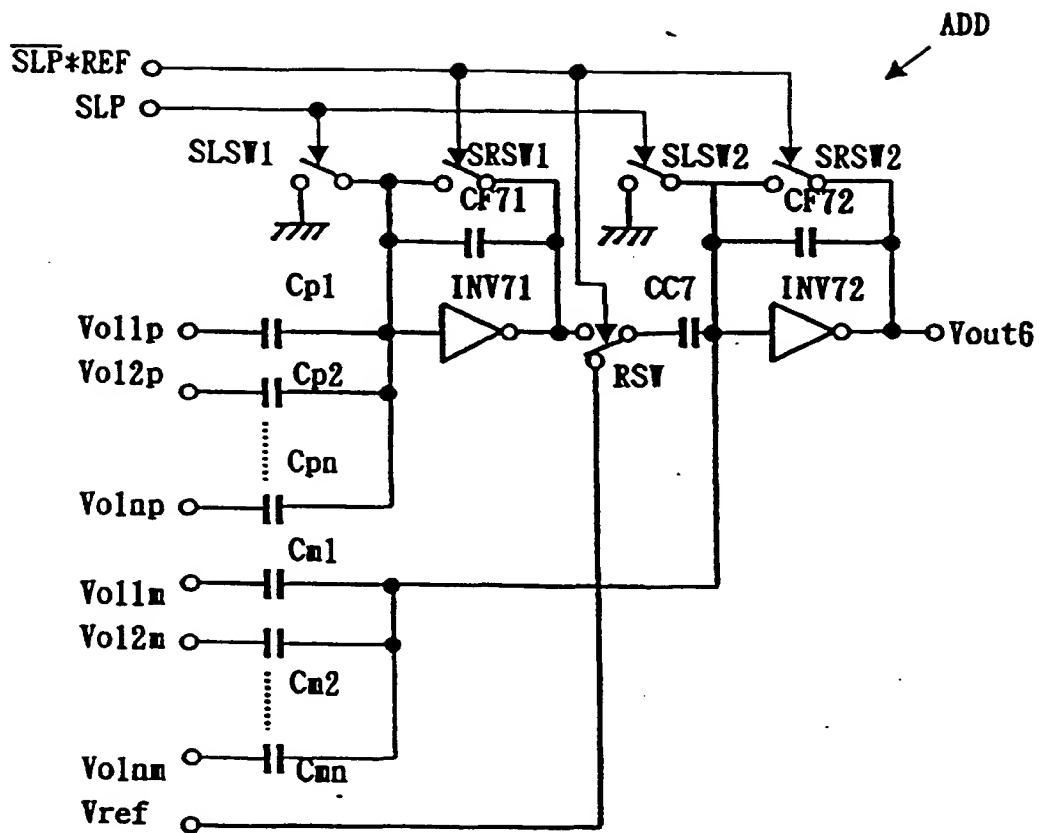 ADD
S̅L̅P̅*REF
SLP
SLSW1
SRSW1
SLSW2
SRSW2
CF71
CF72
Cp1
INV71
CC7
INV72
Vol1p
Vout6
Vol2p
Cp2
RSW
Cpn
Volnp
Cm1
Vol1m
Vol2m
Cm2
Volnm
Cmn
Vref